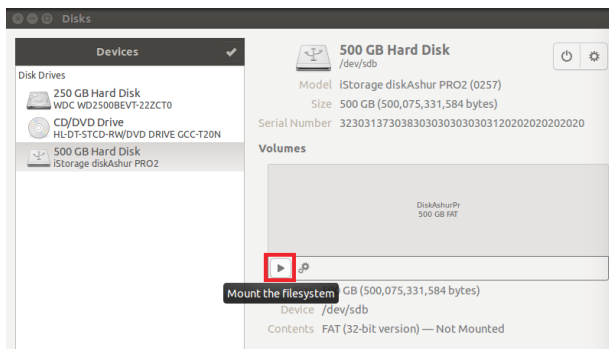 Disks
Devices
Disk Drives
250 GB Hard Disk
WDC WD2500BEVT-22ZCT0
CD/DVD Drive
HL-DT-STCD-RW/DVD DRIVE GCC-T20N
500 GB Hard Disk
iStorage diskAshur PRO2
500 GB Hard Disk
/dev/sdb
Model iStorage diskAshur PRO2 (0257)
Size 500 GB (500,075,331,584 bytes)
Serial Number 32303137303830303030303031202020202020
Volumes
DiskAshurPr
500 GB FAT
Mount the filesystem
GB (500,075,331,584 bytes)
Device /dev/sdb
Contents FAT (32-bit version) — Not Mounted